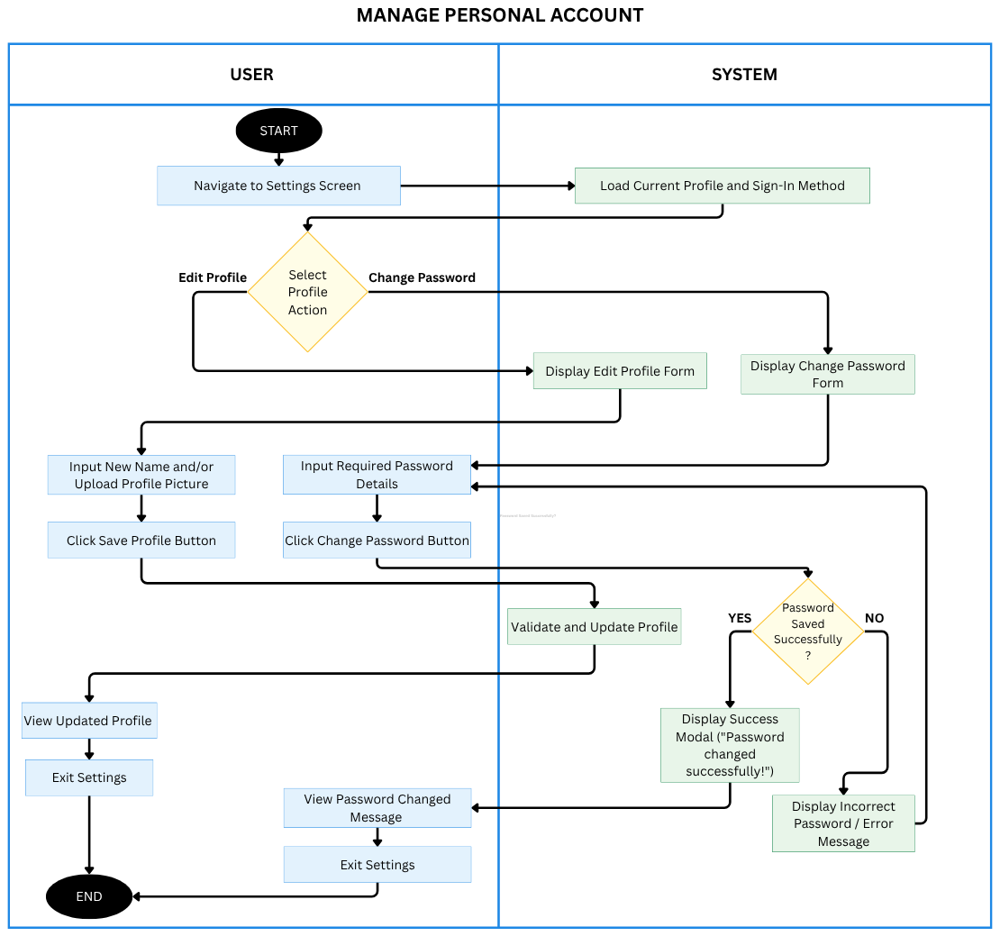 MANAGE PERSONAL ACCOUNT
USER
SYSTEM
START
Navigate to Settings Screen
Load Current Profile and Sign-In Method
Select
Profile
Action
Edit Profile
Change Password
Display Edit Profile Form
Display Change Password
Form
Input New Name and/or
Upload Profile Picture
Input Required Password
Details
Click Save Profile Button
Click Change Password Button
Password
Saved
Successfully
?
YES
NO
Validate and Update Profile
View Updated Profile
Display Success
Modal ("Password
changed
successfully!")
Exit Settings
View Password Changed
Message
Display Incorrect
Password / Error
Message
Exit Settings
END